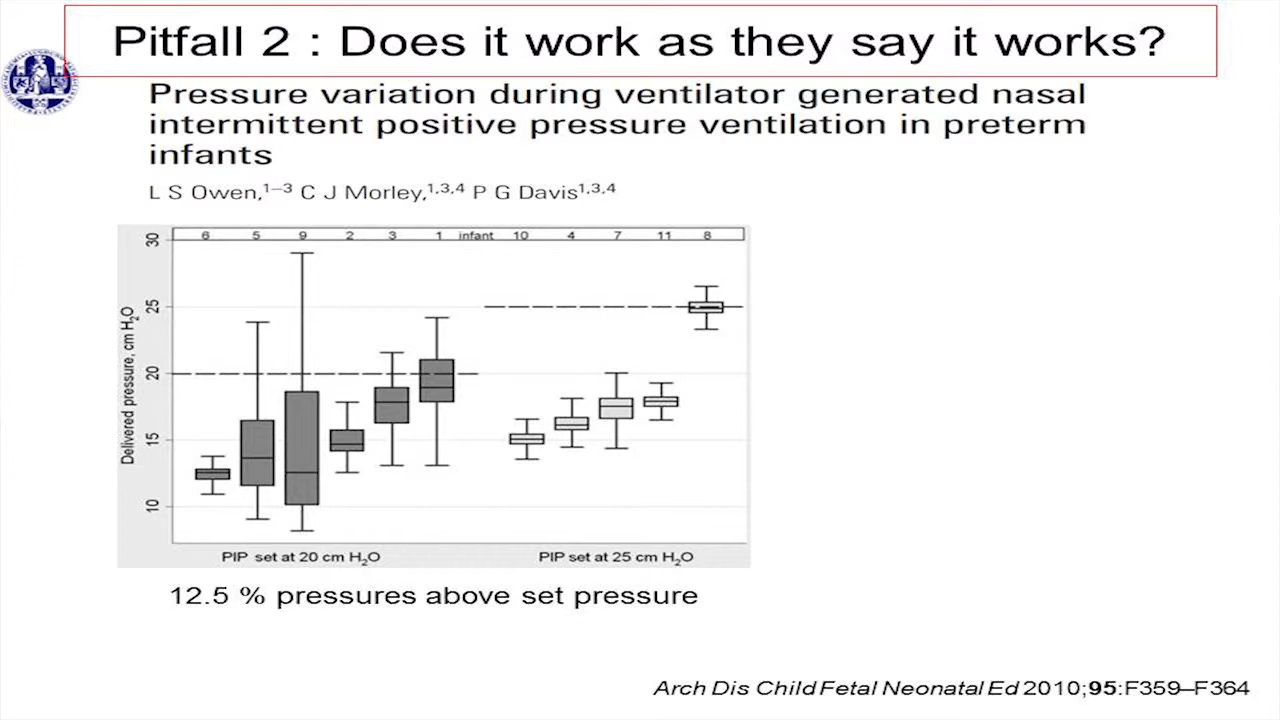 Pitfall 2 : Does it work as they say it works?
Pressure variation during ventilator generated nasal
intermittent positive pressure ventilation in preterm
infants
L S Owen,1–3 C J Morley,1,3,4 P G Davis1,3,4
6 5 9 2 3 1 infant 10 4 7 11 8
30
25
20
15
10
Delivered pressure, cm H2O
PIP set at 20 cm H2O PIP set at 25 cm H2O
12.5 % pressures above set pressure
Arch Dis Child Fetal Neonatal Ed 2010;95:F359–F364